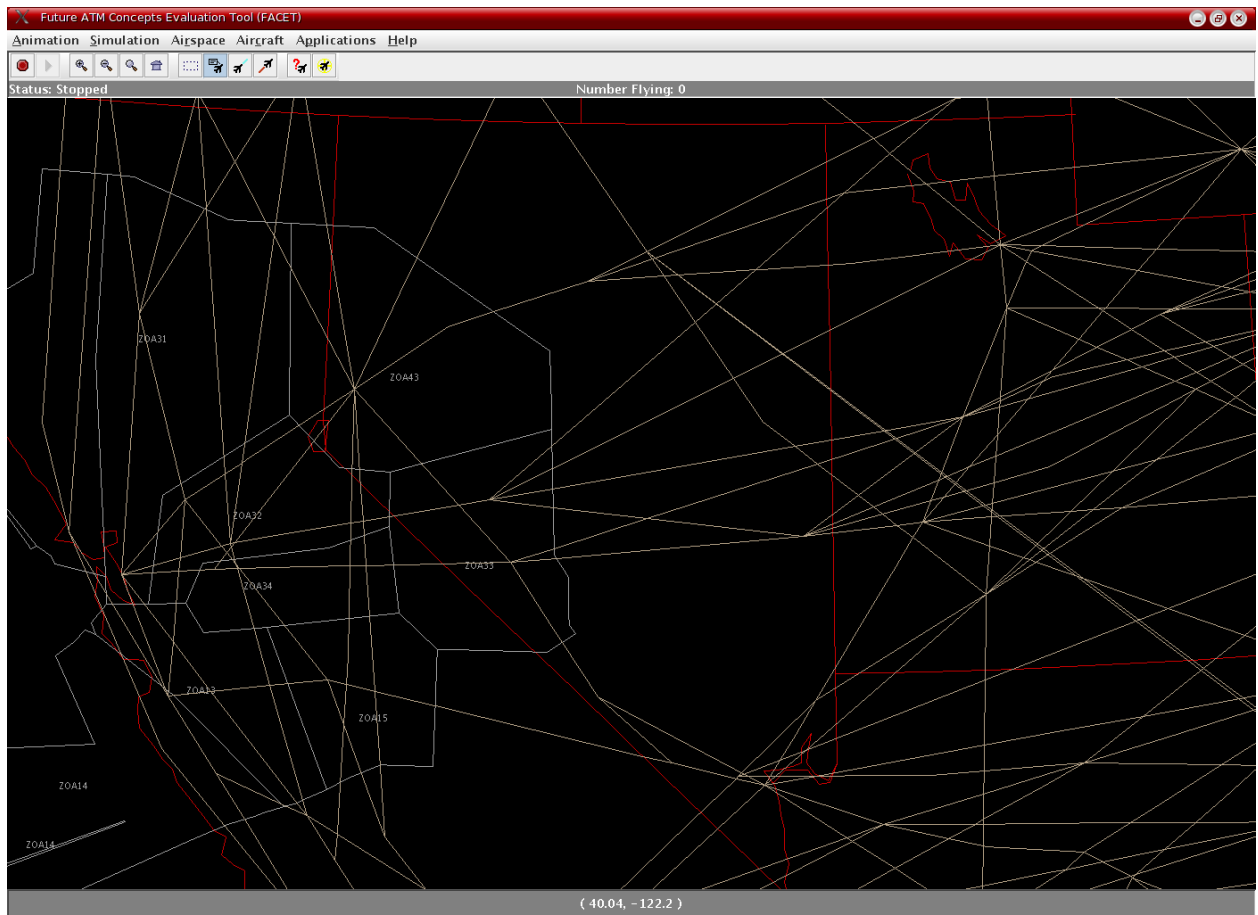 Future ATM Concepts Evaluation Tool (FACET)
Animation Simulation Airspace Aircraft Applications Help
Status: Stopped Number Flying: 0
ZOA31
ZOA43
ZOA32
ZOA33
ZOA34
ZOA13
ZOA15
ZOA14
ZOA14
( 40.04, -122.2 )